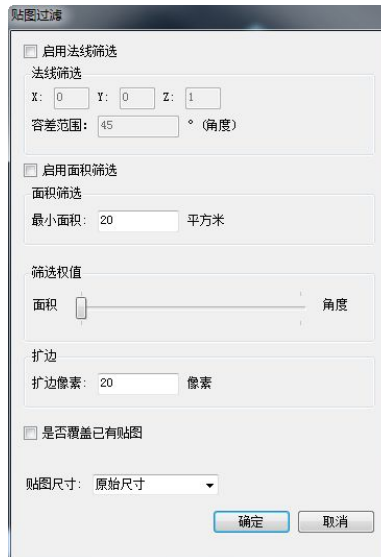 贴图过滤
启用法线筛选
法线筛选
X: 0 Y: 0 Z: 1
容差范围: 45 ° (角度)
启用面积筛选
面积筛选
最小面积: 20 平方米
筛选权值
面积 角度
扩边
扩边像素: 20 像素
是否覆盖已有贴图
贴图尺寸: 原始尺寸
确定 取消